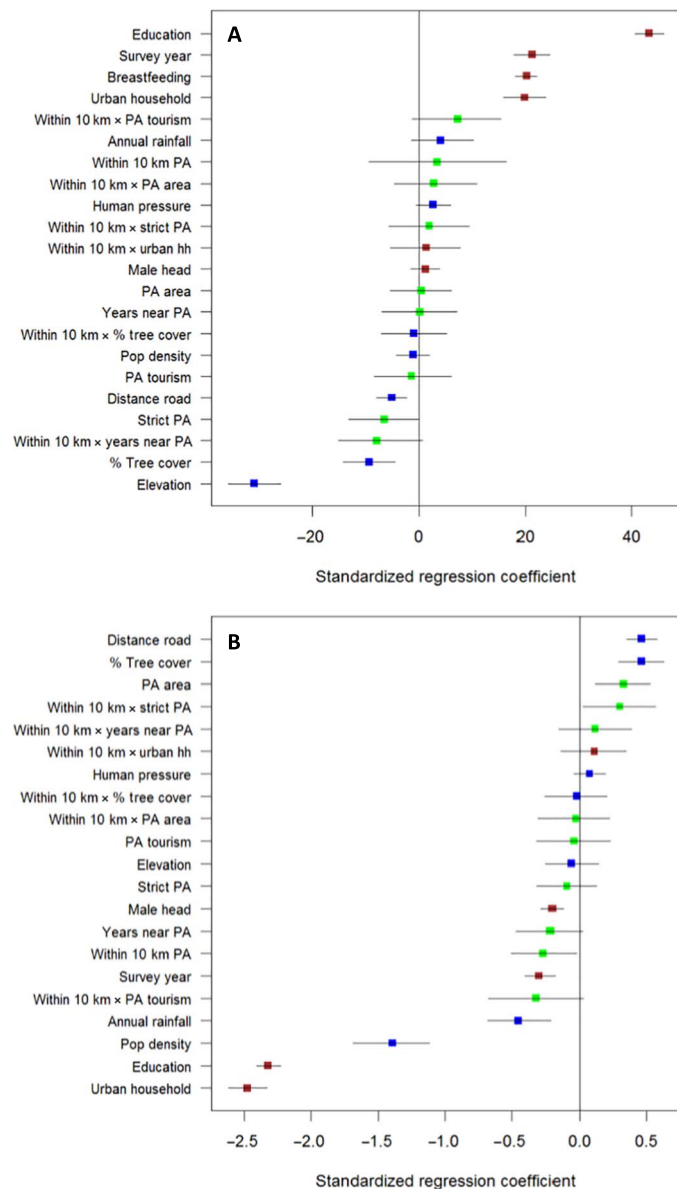 A
Education
Survey year
Breastfeeding
Urban household
Within 10 km × PA tourism
Annual rainfall
Within 10 km PA
Within 10 km × PA area
Human pressure
Within 10 km × strict PA
Within 10 km × urban hh
Male head
PA area
Years near PA
Within 10 km × % tree cover
Pop density
PA tourism
Distance road
Strict PA
Within 10 km × years near PA
% Tree cover
Elevation
−20 0 20 40
Standardized regression coefficient
B
Distance road
% Tree cover
PA area
Within 10 km × strict PA
Within 10 km × years near PA
Within 10 km × urban hh
Human pressure
Within 10 km × % tree cover
Within 10 km × PA area
PA tourism
Elevation
Strict PA
Male head
Years near PA
Within 10 km PA
Survey year
Within 10 km × PA tourism
Annual rainfall
Pop density
Education
Urban household
−2.5 −2.0 −1.5 −1.0 −0.5 0.0 0.5
Standardized regression coefficient